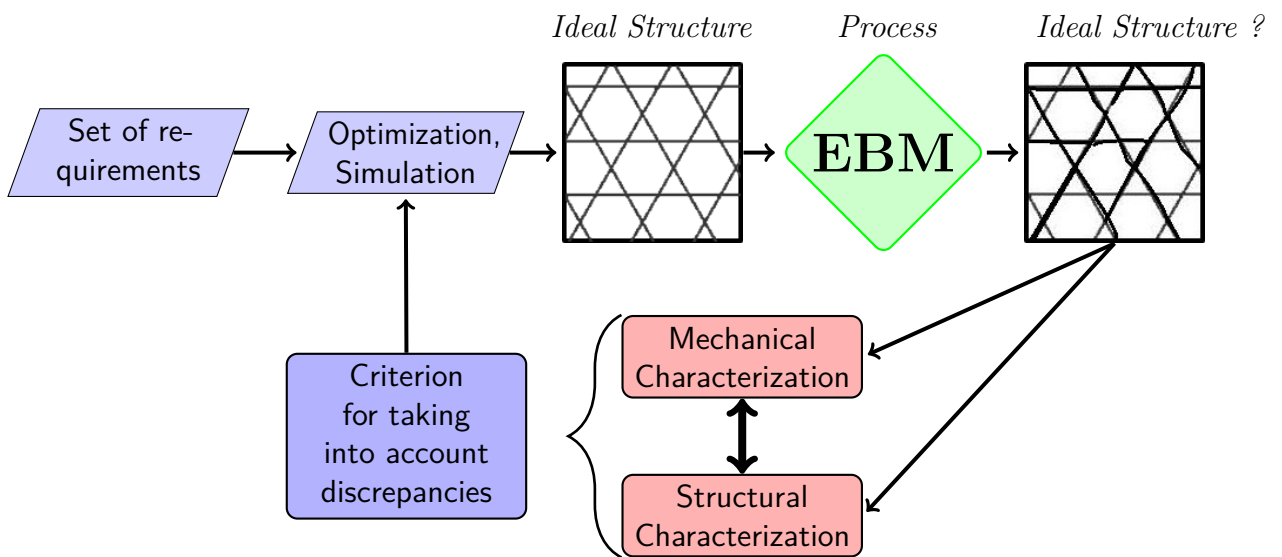 Ideal Structure
Process
Ideal Structure ?
Set of re-
quirements
Optimization,
Simulation
EBM
Mechanical
Characterization
Criterion
for taking
into account
discrepancies
Structural
Characterization